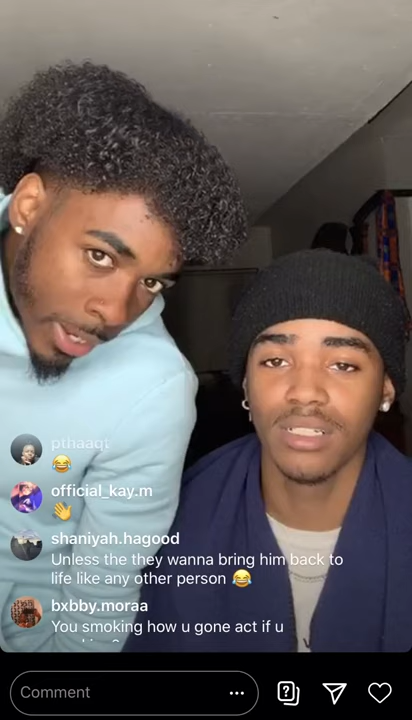 pthaaqt
😂
official_kay.m
👋
shaniyah.hagood
Unless the they wanna bring him back to
life like any other person 😂
bxbby.moraa
You smoking how u gone act if u
Comment